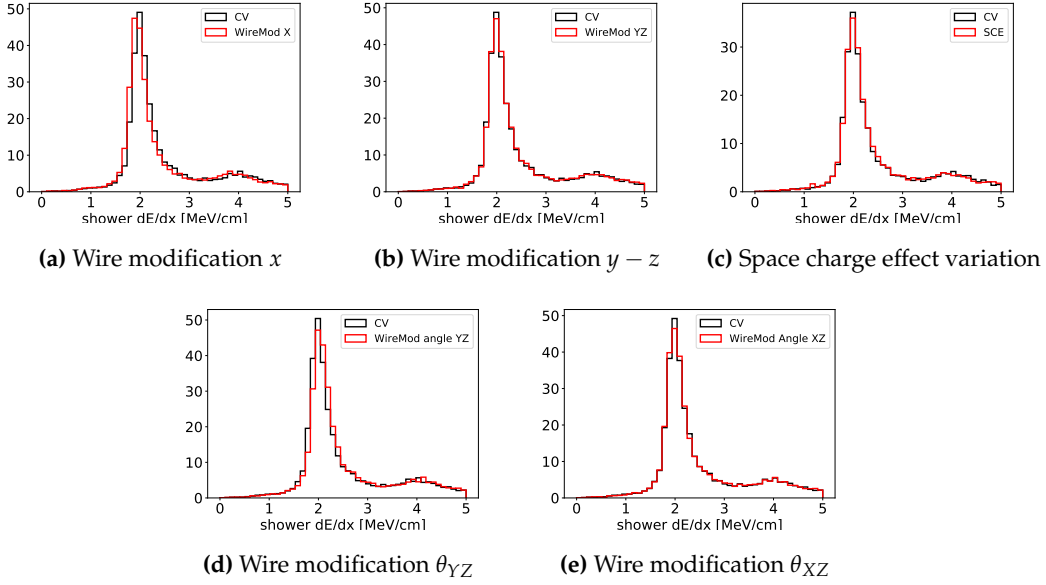 50
40
30
20
10
0
CV
WireMod X
0 1 2 3 4 5
shower dE/dx [MeV/cm]
(a) Wire modification x
50
40
30
20
10
0
CV
WireMod YZ
0 1 2 3 4 5
shower dE/dx [MeV/cm]
(b) Wire modification y − z
30
20
10
0
CV
SCE
0 1 2 3 4 5
shower dE/dx [MeV/cm]
(c) Space charge effect variation
50
40
30
20
10
0
CV
WireMod angle YZ
0 1 2 3 4 5
shower dE/dx [MeV/cm]
(d) Wire modification θYZ
50
40
30
20
10
0
CV
WireMod Angle XZ
0 1 2 3 4 5
shower dE/dx [MeV/cm]
(e) Wire modification θXZ